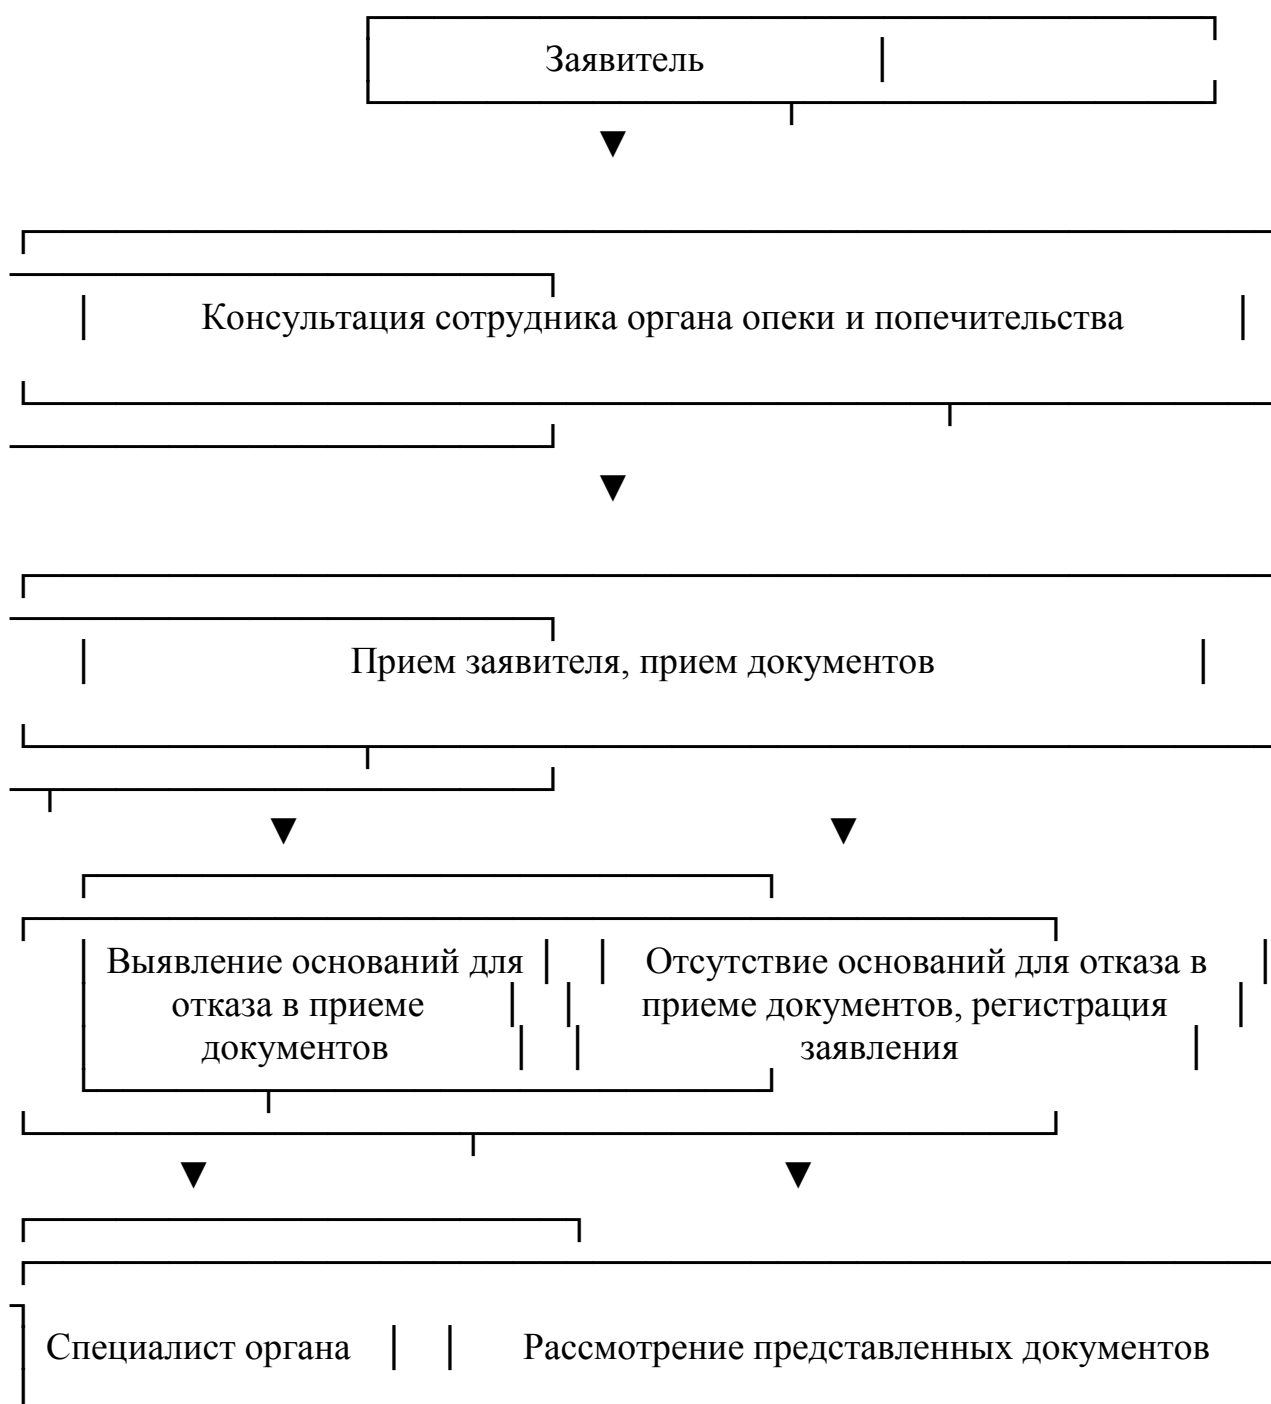 Заявитель
Консультация сотрудника органа опеки и попечительства
Прием заявителя, прием документов
Выявление оснований для Отсутствие оснований для отказа в
отказа в приеме приеме документов, регистрация
документов заявления
Специалист органа Рассмотрение представленных документов